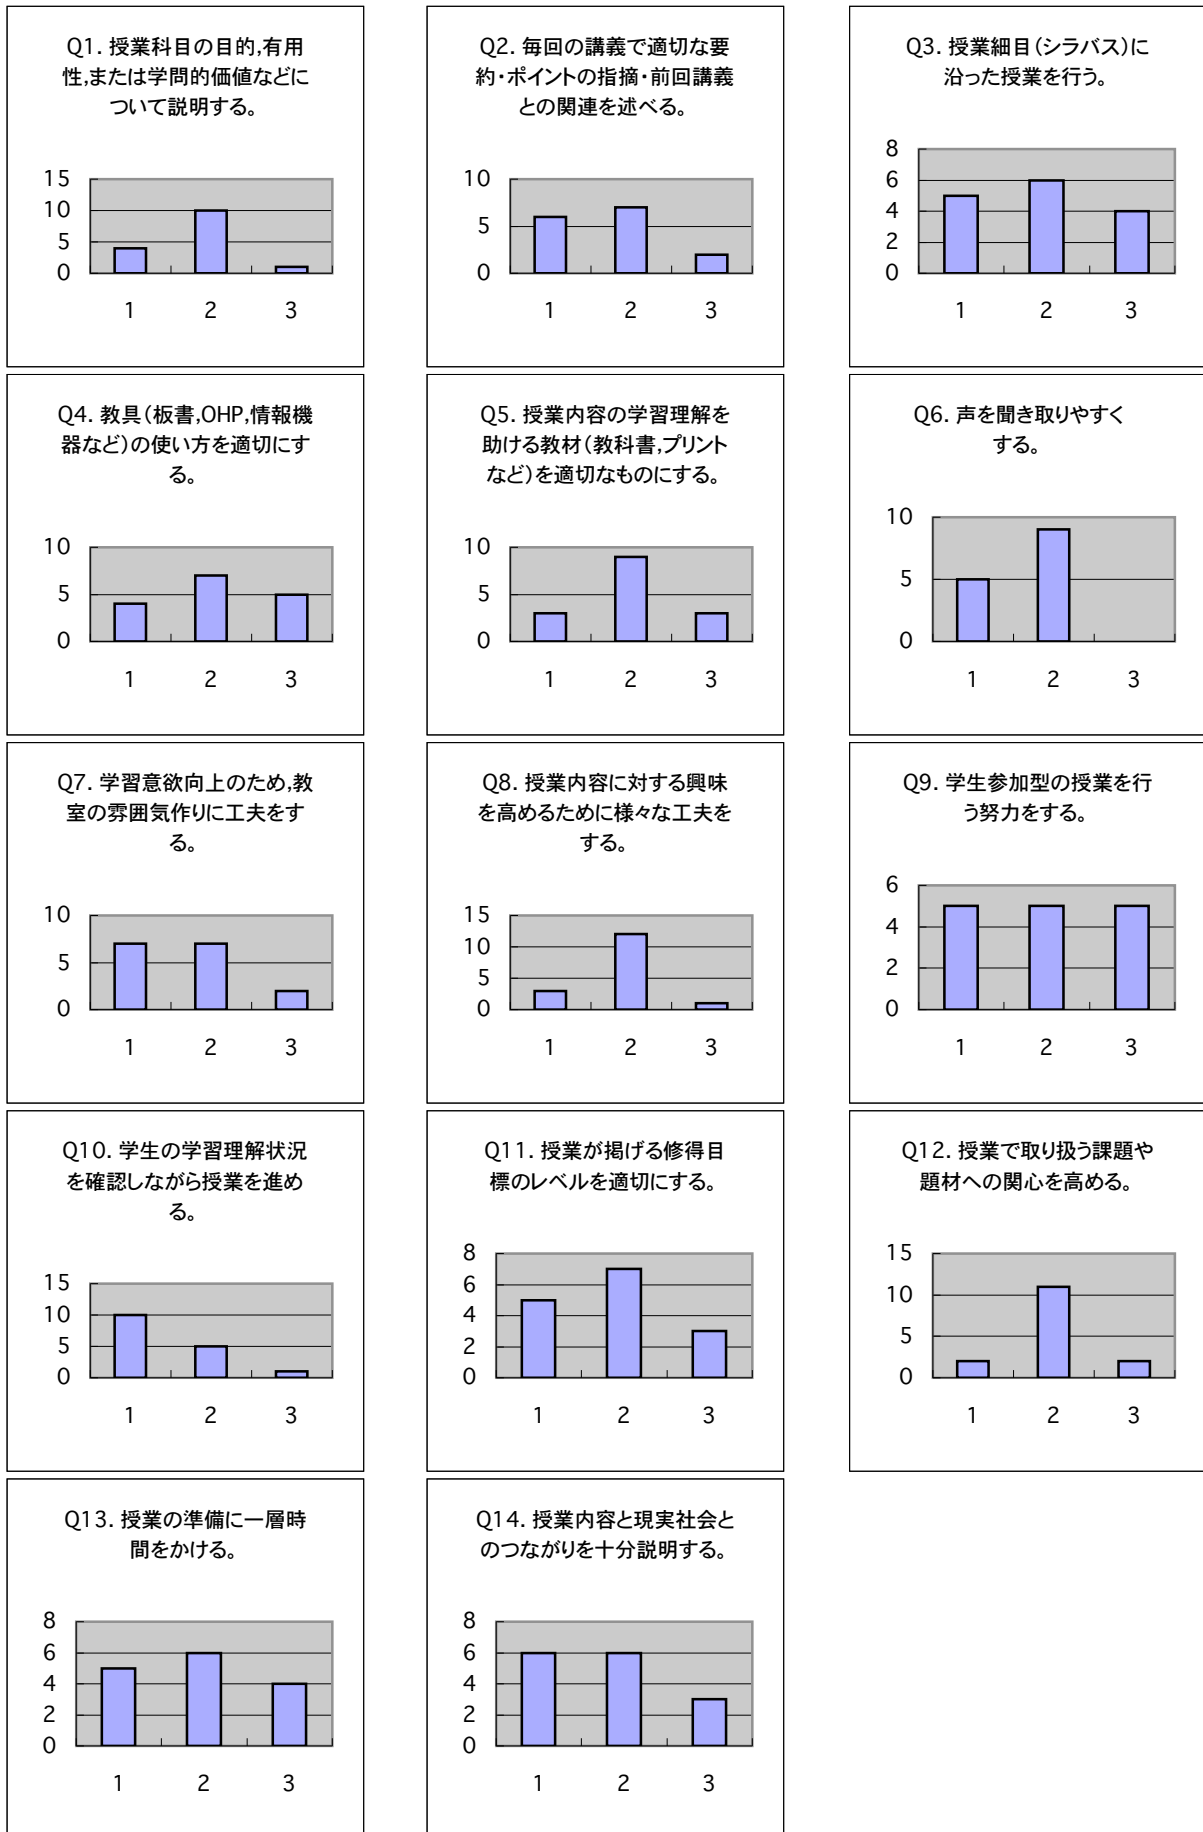 Q1. 授業科目の目的,有用
性,または学問的価値などに
ついて説明する。
15
10
5
0
1 2 3
Q2. 毎回の講義で適切な要
約・ポイントの指摘・前回講義
との関連を述べる。
10
5
0
1 2 3
Q3. 授業細目(シラバス)に
沿った授業を行う。
8
6
4
2
0
1 2 3
Q4. 教具(板書,OHP,情報機
器など)の使い方を適切にす
る。
10
5
0
1 2 3
Q5. 授業内容の学習理解を
助ける教材(教科書,プリント
など)を適切なものにする。
10
5
0
1 2 3
Q6. 声を聞き取りやすく
する。
10
5
0
1 2 3
Q7. 学習意欲向上のため,教
室の雰囲気作りに工夫をす
る。
10
5
0
1 2 3
Q8. 授業内容に対する興味
を高めるために様々な工夫を
する。
15
10
5
0
1 2 3
Q9. 学生参加型の授業を行
う努力をする。
6
4
2
0
1 2 3
Q10. 学生の学習理解状況
を確認しながら授業を進め
る。
15
10
5
0
1 2 3
Q11. 授業が掲げる修得目
標のレベルを適切にする。
8
6
4
2
0
1 2 3
Q12. 授業で取り扱う課題や
題材への関心を高める。
15
10
5
0
1 2 3
Q13. 授業の準備に一層時
間をかける。
8
6
4
2
0
1 2 3
Q14. 授業内容と現実社会と
のつながりを十分説明する。
8
6
4
2
0
1 2 3